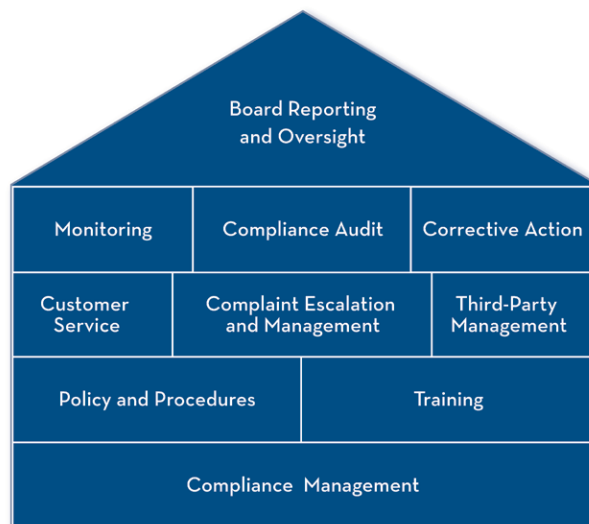 Board Reporting
and Oversight
Monitoring
Compliance Audit
Corrective Action
Customer
Service
Complaint Escalation
and Management
Third-Party
Management
Policy and Procedures
Training
Compliance Management